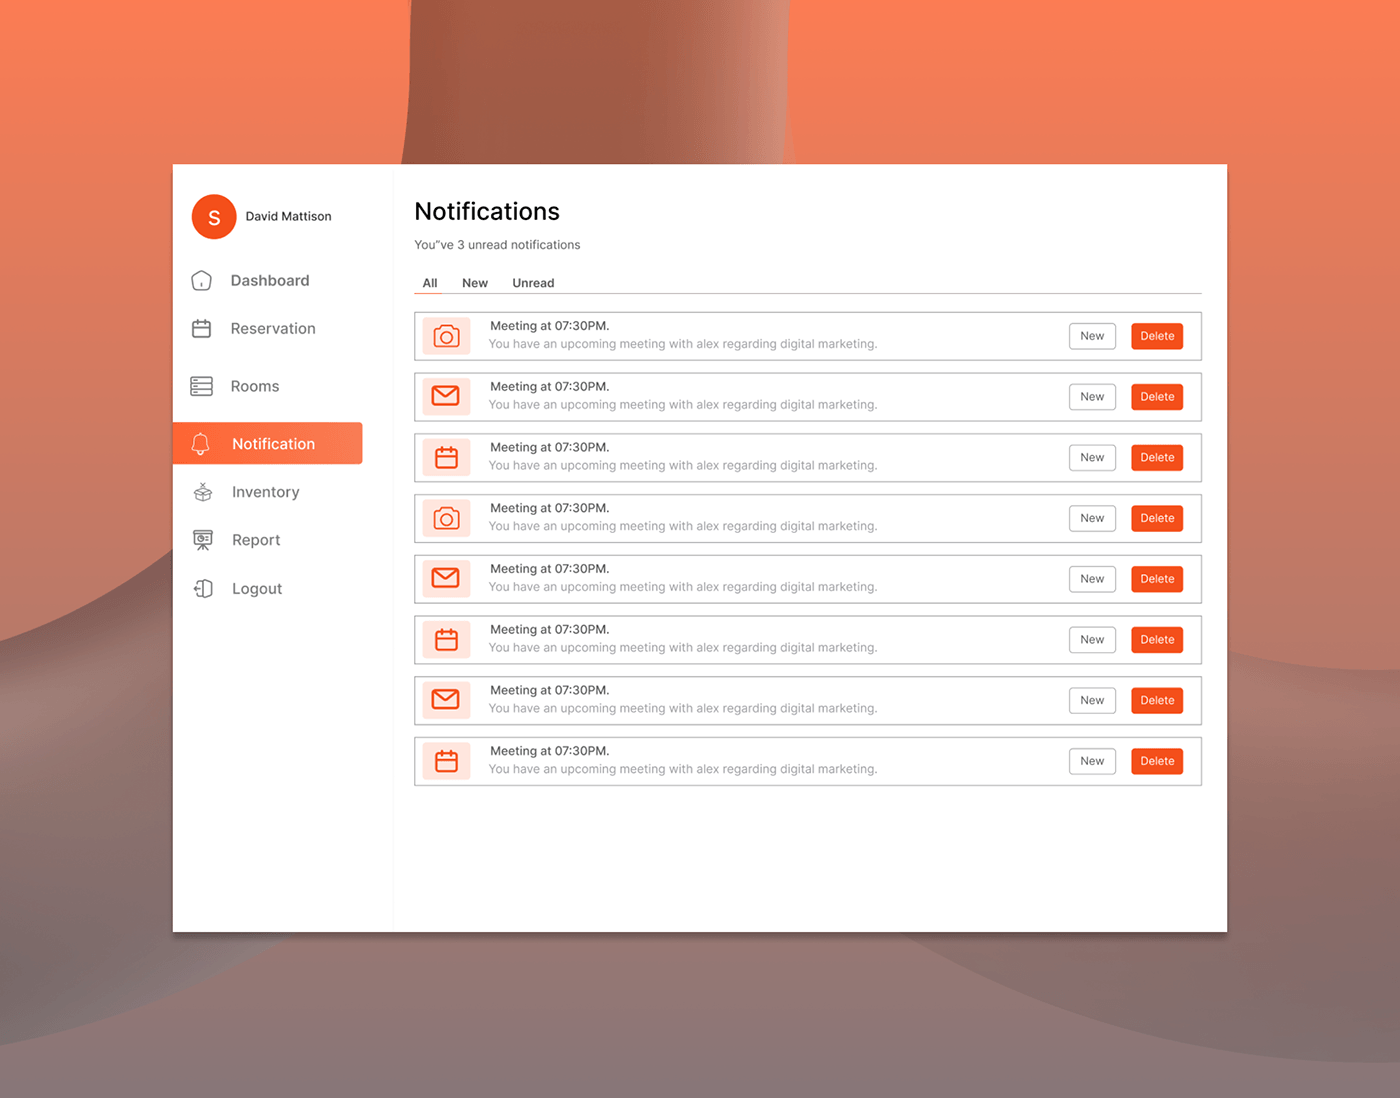 S
David Mattison
Dashboard
Reservation
Rooms
Notification
Inventory
Report
Logout
Notifications
You"ve 3 unread notifications
All New Unread
Meeting at 07:30PM.
You have an upcoming meeting with alex regarding digital marketing.
New Delete
Meeting at 07:30PM.
You have an upcoming meeting with alex regarding digital marketing.
New Delete
Meeting at 07:30PM.
You have an upcoming meeting with alex regarding digital marketing.
New Delete
Meeting at 07:30PM.
You have an upcoming meeting with alex regarding digital marketing.
New Delete
Meeting at 07:30PM.
You have an upcoming meeting with alex regarding digital marketing.
New Delete
Meeting at 07:30PM.
You have an upcoming meeting with alex regarding digital marketing.
New Delete
Meeting at 07:30PM.
You have an upcoming meeting with alex regarding digital marketing.
New Delete
Meeting at 07:30PM.
You have an upcoming meeting with alex regarding digital marketing.
New Delete